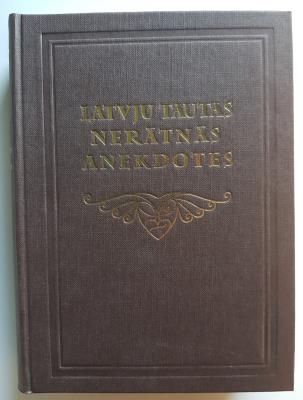 LATVJU TAUTAS
NERĀTNĀS
ANEKDOTES